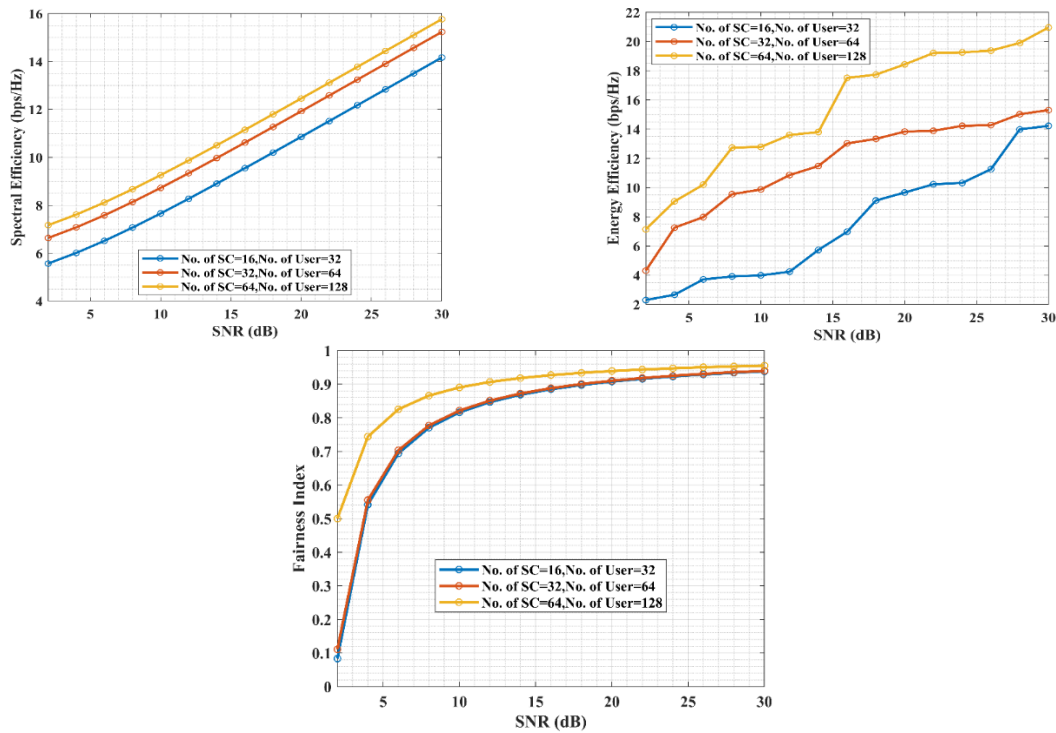 16
14
12
10
8
6
4
Spectral Efficiency (bps/Hz)
No. of SC=16,No. of User=32
No. of SC=32,No. of User=64
No. of SC=64,No. of User=128
5 10 15 20 25 30
SNR (dB)
22
20
18
16
14
12
10
8
6
4
2
Energy Efficiency (bps/Hz)
No. of SC=16,No. of User=32
No. of SC=32,No. of User=64
No. of SC=64,No. of User=128
5 10 15 20 25 30
SNR (dB)
1
0.9
0.8
0.7
0.6
0.5
0.4
0.3
0.2
0.1
0
Fairness Index
No. of SC=16,No. of User=32
No. of SC=32,No. of User=64
No. of SC=64,No. of User=128
5 10 15 20 25 30
SNR (dB)